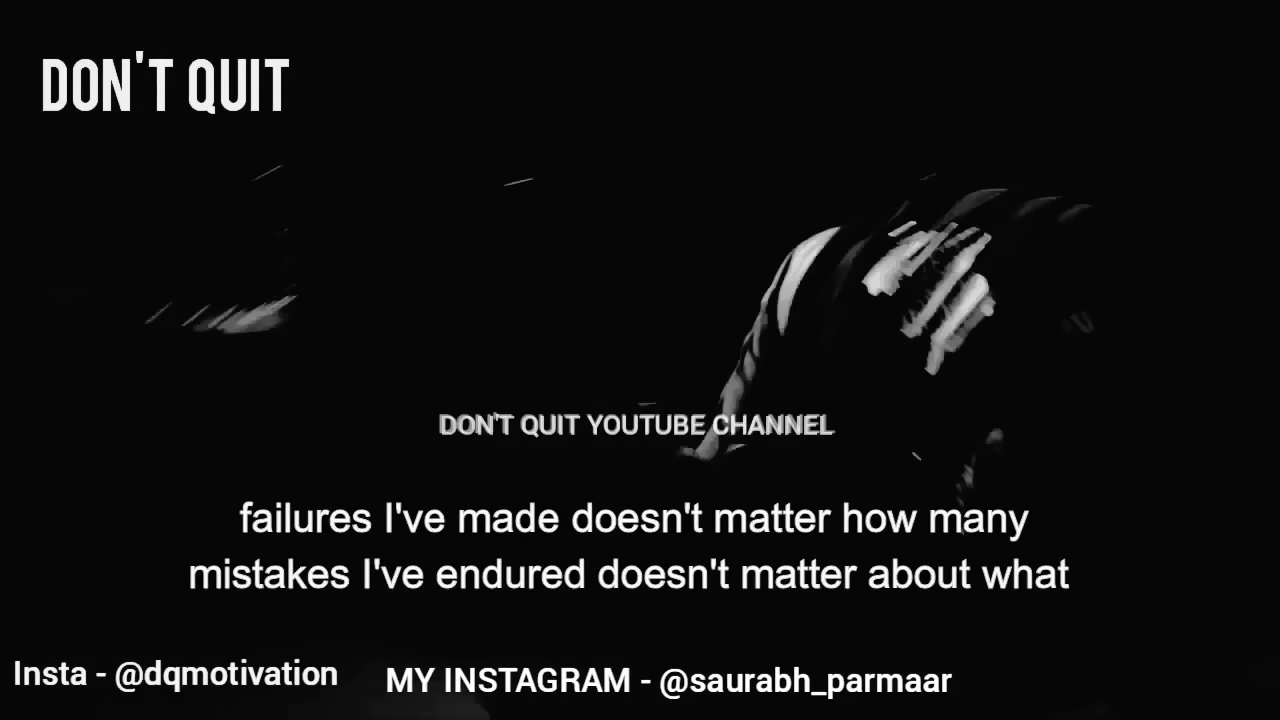 DON'T QUIT
DON'T QUIT YOUTUBE CHANNEL
failures I've made doesn't matter how many
mistakes I've endured doesn't matter about what
Insta - @dqmotivation
MY INSTAGRAM - @saurabh_parmaar